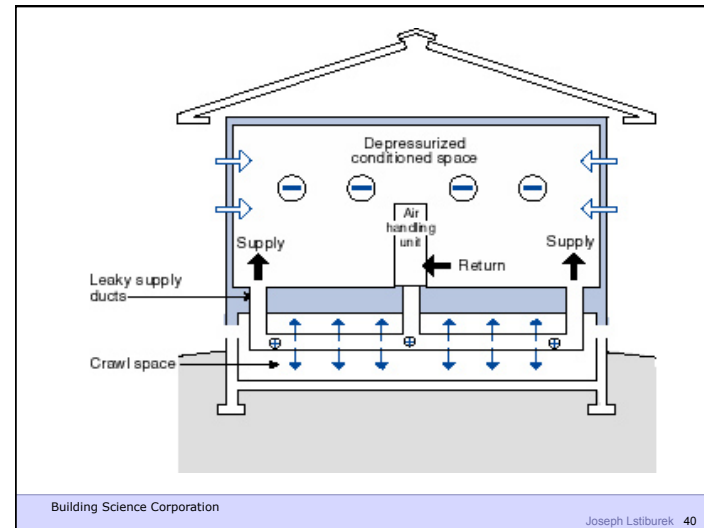 Depressurized
conditioned space
Air
handling
unit
Supply
Return
Supply
Leaky supply
ducts
Crawl space
Building Science Corporation
Joseph Lstiburek 40